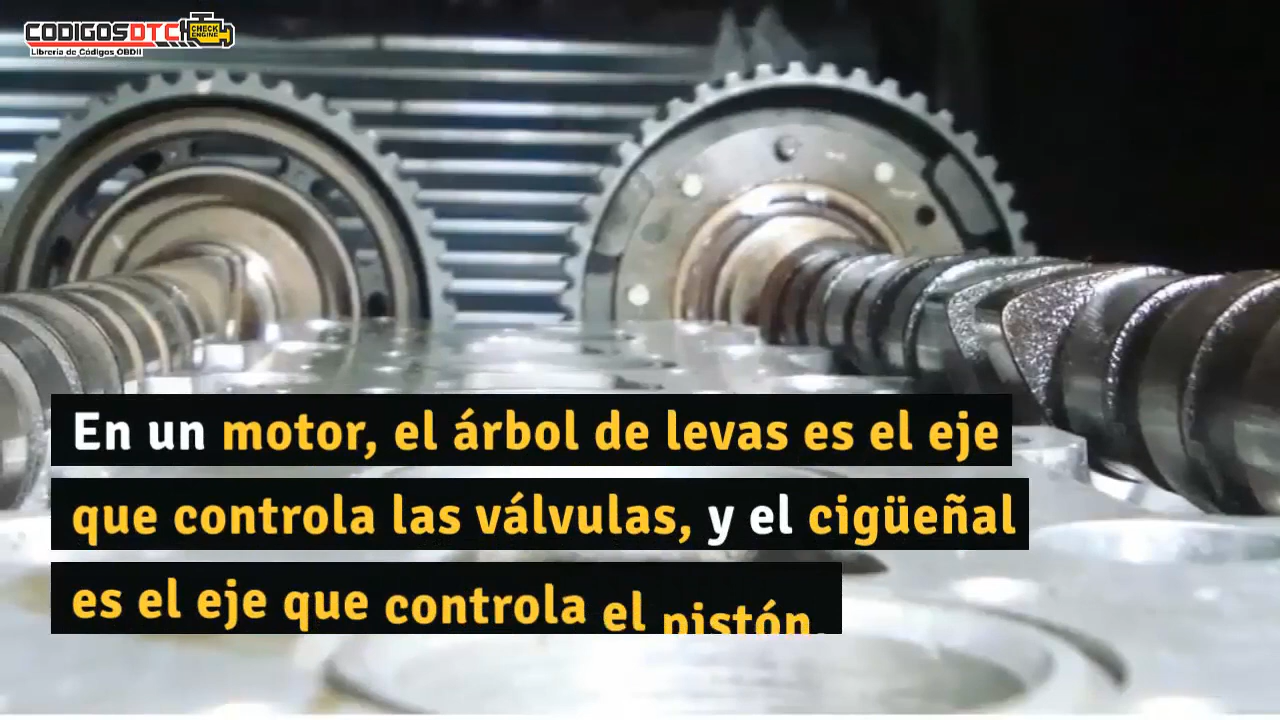 CODIGOSDTC
CHECK
ENGINE
Librería de Códigos OBDII
En un motor, el árbol de levas es el eje
que controla las válvulas, y el cigüeñal
es el eje que controla el pistón.